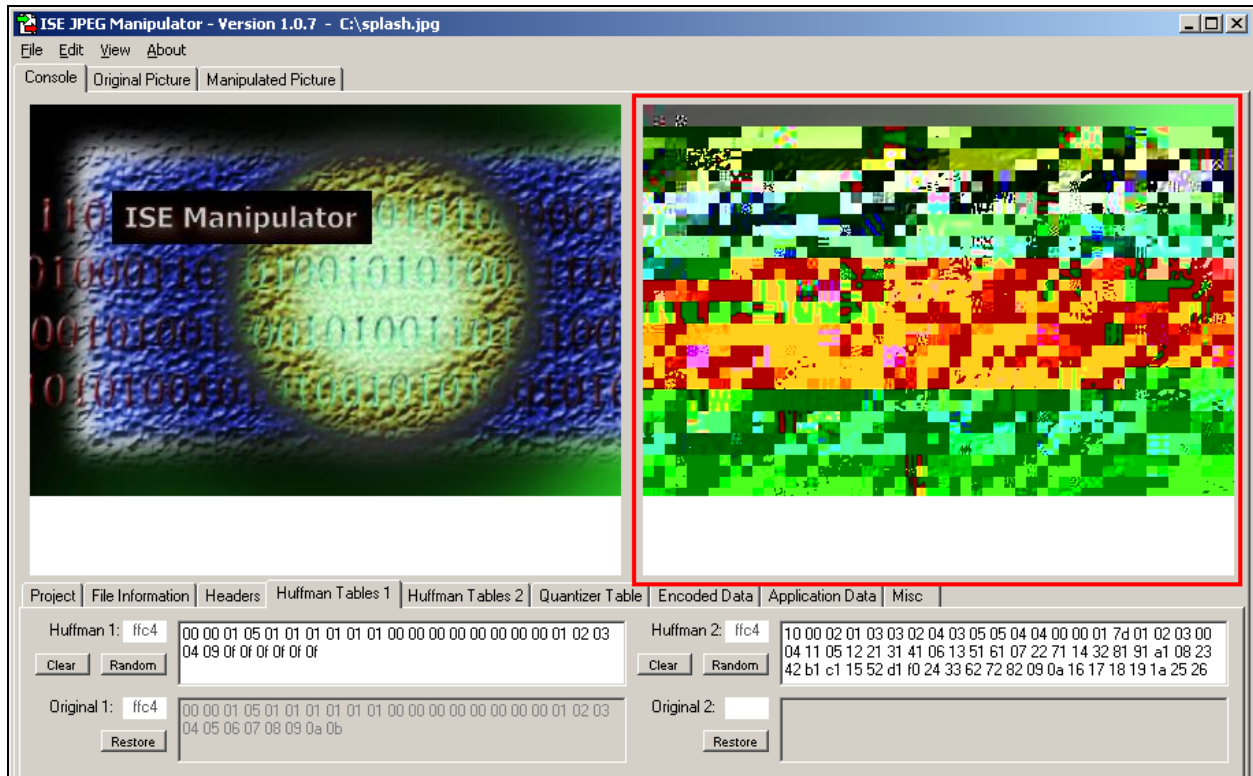 ISE JPEG Manipulator - Version 1.0.7 - C:\splash.jpg
File Edit View About
Console Original Picture Manipulated Picture
ISE Manipulator
Project File Information Headers Huffman Tables 1 Huffman Tables 2 Quantizer Table Encoded Data Application Data Misc
Huffman 1: ffc4
00 00 01 05 01 01 01 01 01 01 00 00 00 00 00 00 00 00 01 02 03
04 09 0f 0f 0f 0f 0f 0f
Clear Random
Original 1: ffc4
00 00 01 05 01 01 01 01 01 01 00 00 00 00 00 00 00 00 01 02 03
04 05 06 07 08 09 0a 0b
Restore
Huffman 2: ffc4
10 00 02 01 03 03 02 04 03 05 05 04 04 00 00 01 7d 01 02 03 00
04 11 05 12 21 31 41 06 13 51 61 07 22 71 14 32 81 91 a1 08 23
42 b1 c1 15 52 d1 f0 24 33 62 72 82 09 0a 16 17 18 19 1a 25 26
Clear Random
Original 2:
Restore